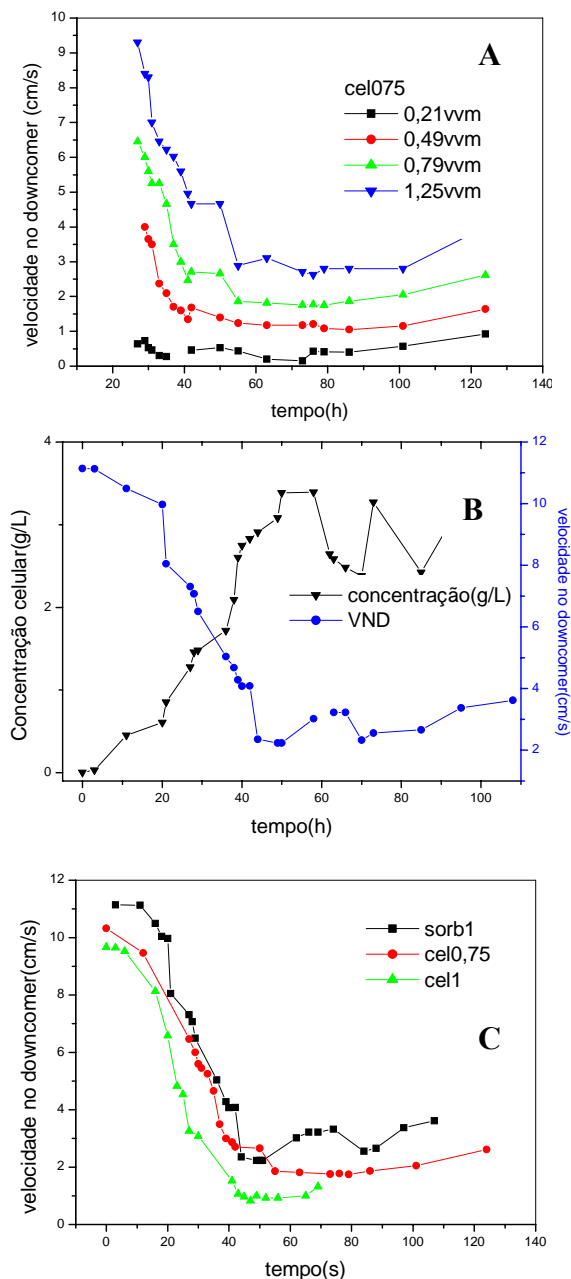 A
cel075
0,21vvm
0,49vvm
0,79vvm
1,25vvm
velocidade no downcomer (cm/s)
10
9
8
7
6
5
4
3
2
1
0
20 40 60 80 100 120 140
tempo(h)
B
Concentração celular(g/L)
4
2
0
concentração(g/L)
VND
12
10
8
6
4
2
velocidade no downcomer(cm/s)
0 20 40 60 80 100
tempo(h)
velocidade no downcomer(cm/s)
12
10
8
6
4
2
0
sorb1
cel0,75
cel1
C
0 20 40 60 80 100 120 140
tempo(s)